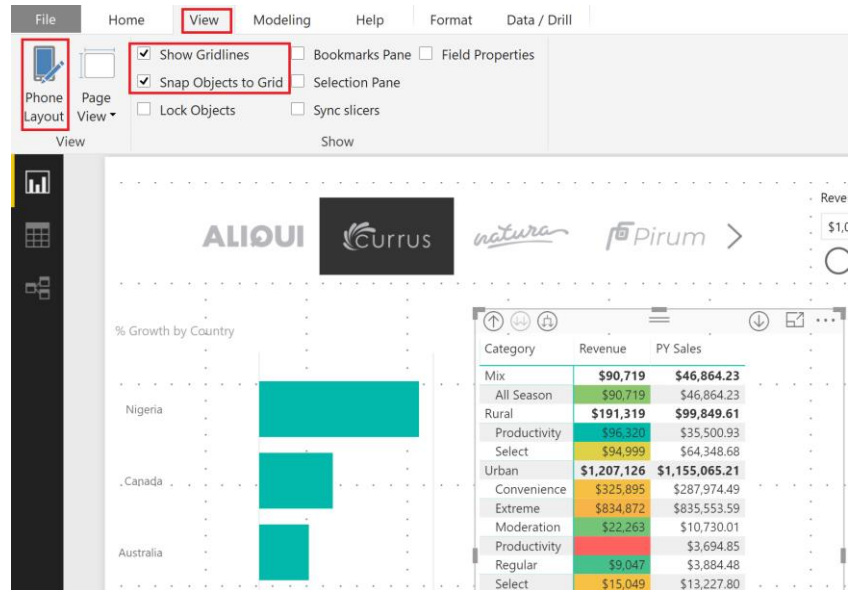 File Home View Modeling Help Format Data / Drill
Show Gridlines Bookmarks Pane Field Properties
Snap Objects to Grid Selection Pane
Phone Layout Page View Lock Objects Sync slicers
View Show
Reve
ALIQUI Currus natura Pirum $1,0
% Growth by Country
Category Revenue PY Sales
Mix $90,719 $46,864.23
All Season $90,719 $46,864.23
Nigeria
Rural $191,319 $99,849.61
Productivity $96,320 $35,500.93
Select $94,999 $64,348.68
Urban $1,207,126 $1,155,065.21
Canada
Convenience $325,895 $287,974.49
Extreme $834,872 $835,553.59
Moderation $22,263 $10,730.01
Australia
Productivity $3,694.85
Regular $9,047 $3,884.48
Select $15,049 $13,227.80